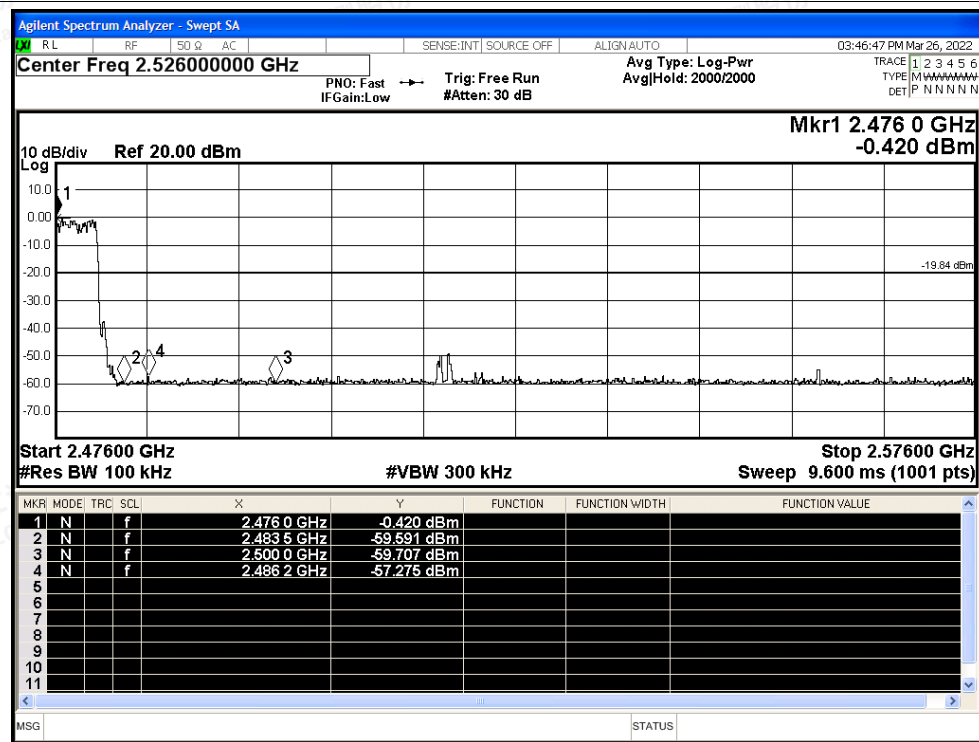 Agilent Spectrum Analyzer - Swept SA
LXI RL RF 50 Ω AC SENSE:INT SOURCE OFF ALIGN AUTO 03:46:47 PM Mar 26, 2022
Center Freq 2.526000000 GHz
PNO: Fast
IFGain:Low
Trig: Free Run
#Atten: 30 dB
Avg Type: Log-Pwr
Avg|Hold: 2000/2000
TRACE 1 2 3 4 5 6
TYPE M WWWWW
DET P N N N N N
Mkr1 2.476 0 GHz
-0.420 dBm
10 dB/div Ref 20.00 dBm
Log
10.0
0.00
-10.0
-20.0
-30.0
-40.0
-50.0
-60.0
-70.0
1
2
4
3
-19.84 dBm
Start 2.47600 GHz Stop 2.57600 GHz
#Res BW 100 kHz #VBW 300 kHz Sweep 9.600 ms (1001 pts)
MKR MODE TRC SCL X Y FUNCTION FUNCTION WIDTH FUNCTION VALUE
1 N f 2.476 0 GHz -0.420 dBm
2 N f 2.483 5 GHz -59.591 dBm
3 N f 2.500 0 GHz -59.707 dBm
4 N f 2.486 2 GHz -57.275 dBm
5
6
7
8
9
10
11
MSG STATUS